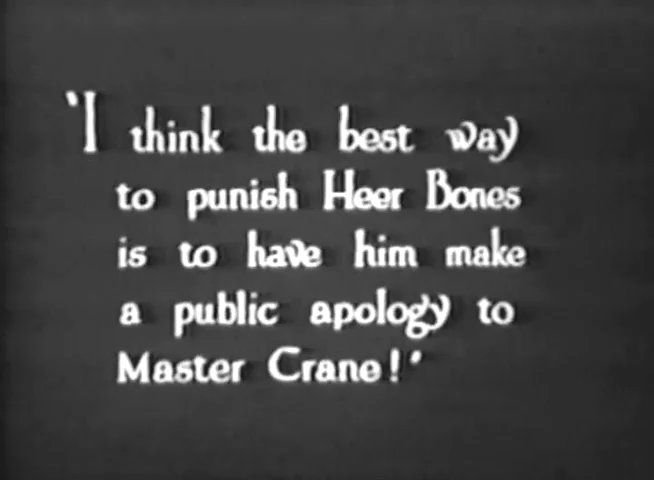 'I think the best way
to punish Heer Bones
is to have him make
a public apology to
Master Crane!'